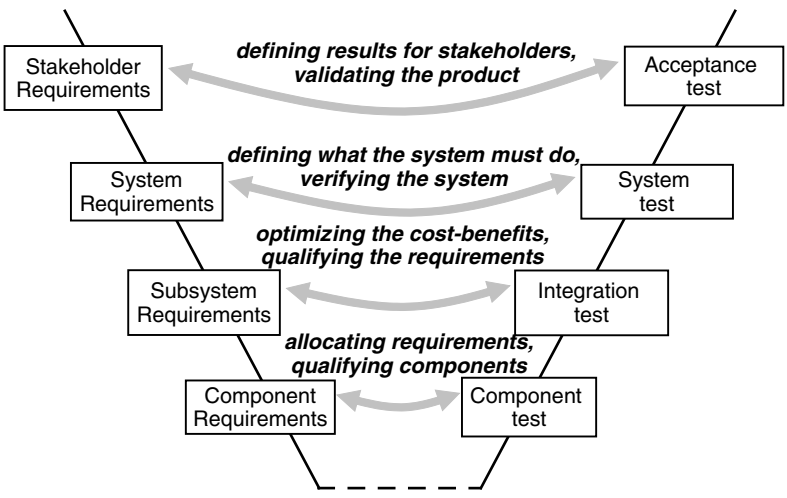 defining results for stakeholders,
validating the product
Stakeholder
Requirements
Acceptance
test
defining what the system must do,
verifying the system
System
Requirements
System
test
optimizing the cost-benefits,
qualifying the requirements
Subsystem
Requirements
Integration
test
allocating requirements,
qualifying components
Component
Requirements
Component
test